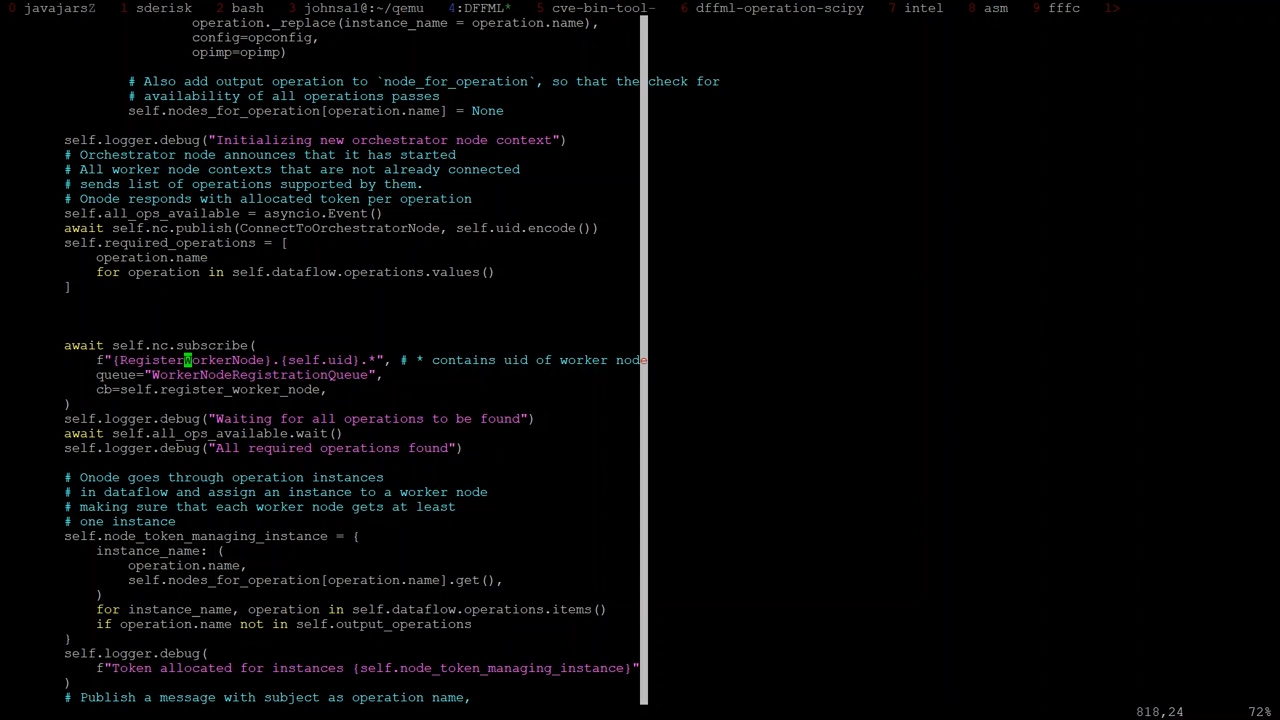 0 javajarsZ 1 sderisk 2 bash 3 johnsa1@:~/qemu 4:DFFML* 5 cve-bin-tool- 6 dffml-operation-scipy 7 intel 8 asm 9 fffc 1>
operation._replace(instance_name = operation.name),
config=opconfig,
opimp=opimp)
# Also add output operation to `node_for_operation`, so that the check for
# availability of all operations passes
self.nodes_for_operation[operation.name] = None
self.logger.debug("Initializing new orchestrator node context")
# Orchestrator node announces that it has started
# All worker node contexts that are not already connected
# sends list of operations supported by them.
# Onode responds with allocated token per operation
self.all_ops_available = asyncio.Event()
await self.nc.publish(ConnectToOrchestratorNode, self.uid.encode())
self.required_operations = [
operation.name
for operation in self.dataflow.operations.values()
]
await self.nc.subscribe(
f"{RegisterWorkerNode}.{self.uid}.*", # * contains uid of worker node
queue="WorkerNodeRegistrationQueue",
cb=self.register_worker_node,
)
self.logger.debug("Waiting for all operations to be found")
await self.all_ops_available.wait()
self.logger.debug("All required operations found")
# Onode goes through operation instances
# in dataflow and assign an instance to a worker node
# making sure that each worker node gets at least
# one instance
self.node_token_managing_instance = {
instance_name: (
operation.name,
self.nodes_for_operation[operation.name].get(),
)
for instance_name, operation in self.dataflow.operations.items()
if operation.name not in self.output_operations
}
self.logger.debug(
f"Token allocated for instances {self.node_token_managing_instance}"
)
# Publish a message with subject as operation name,
818,24 72%